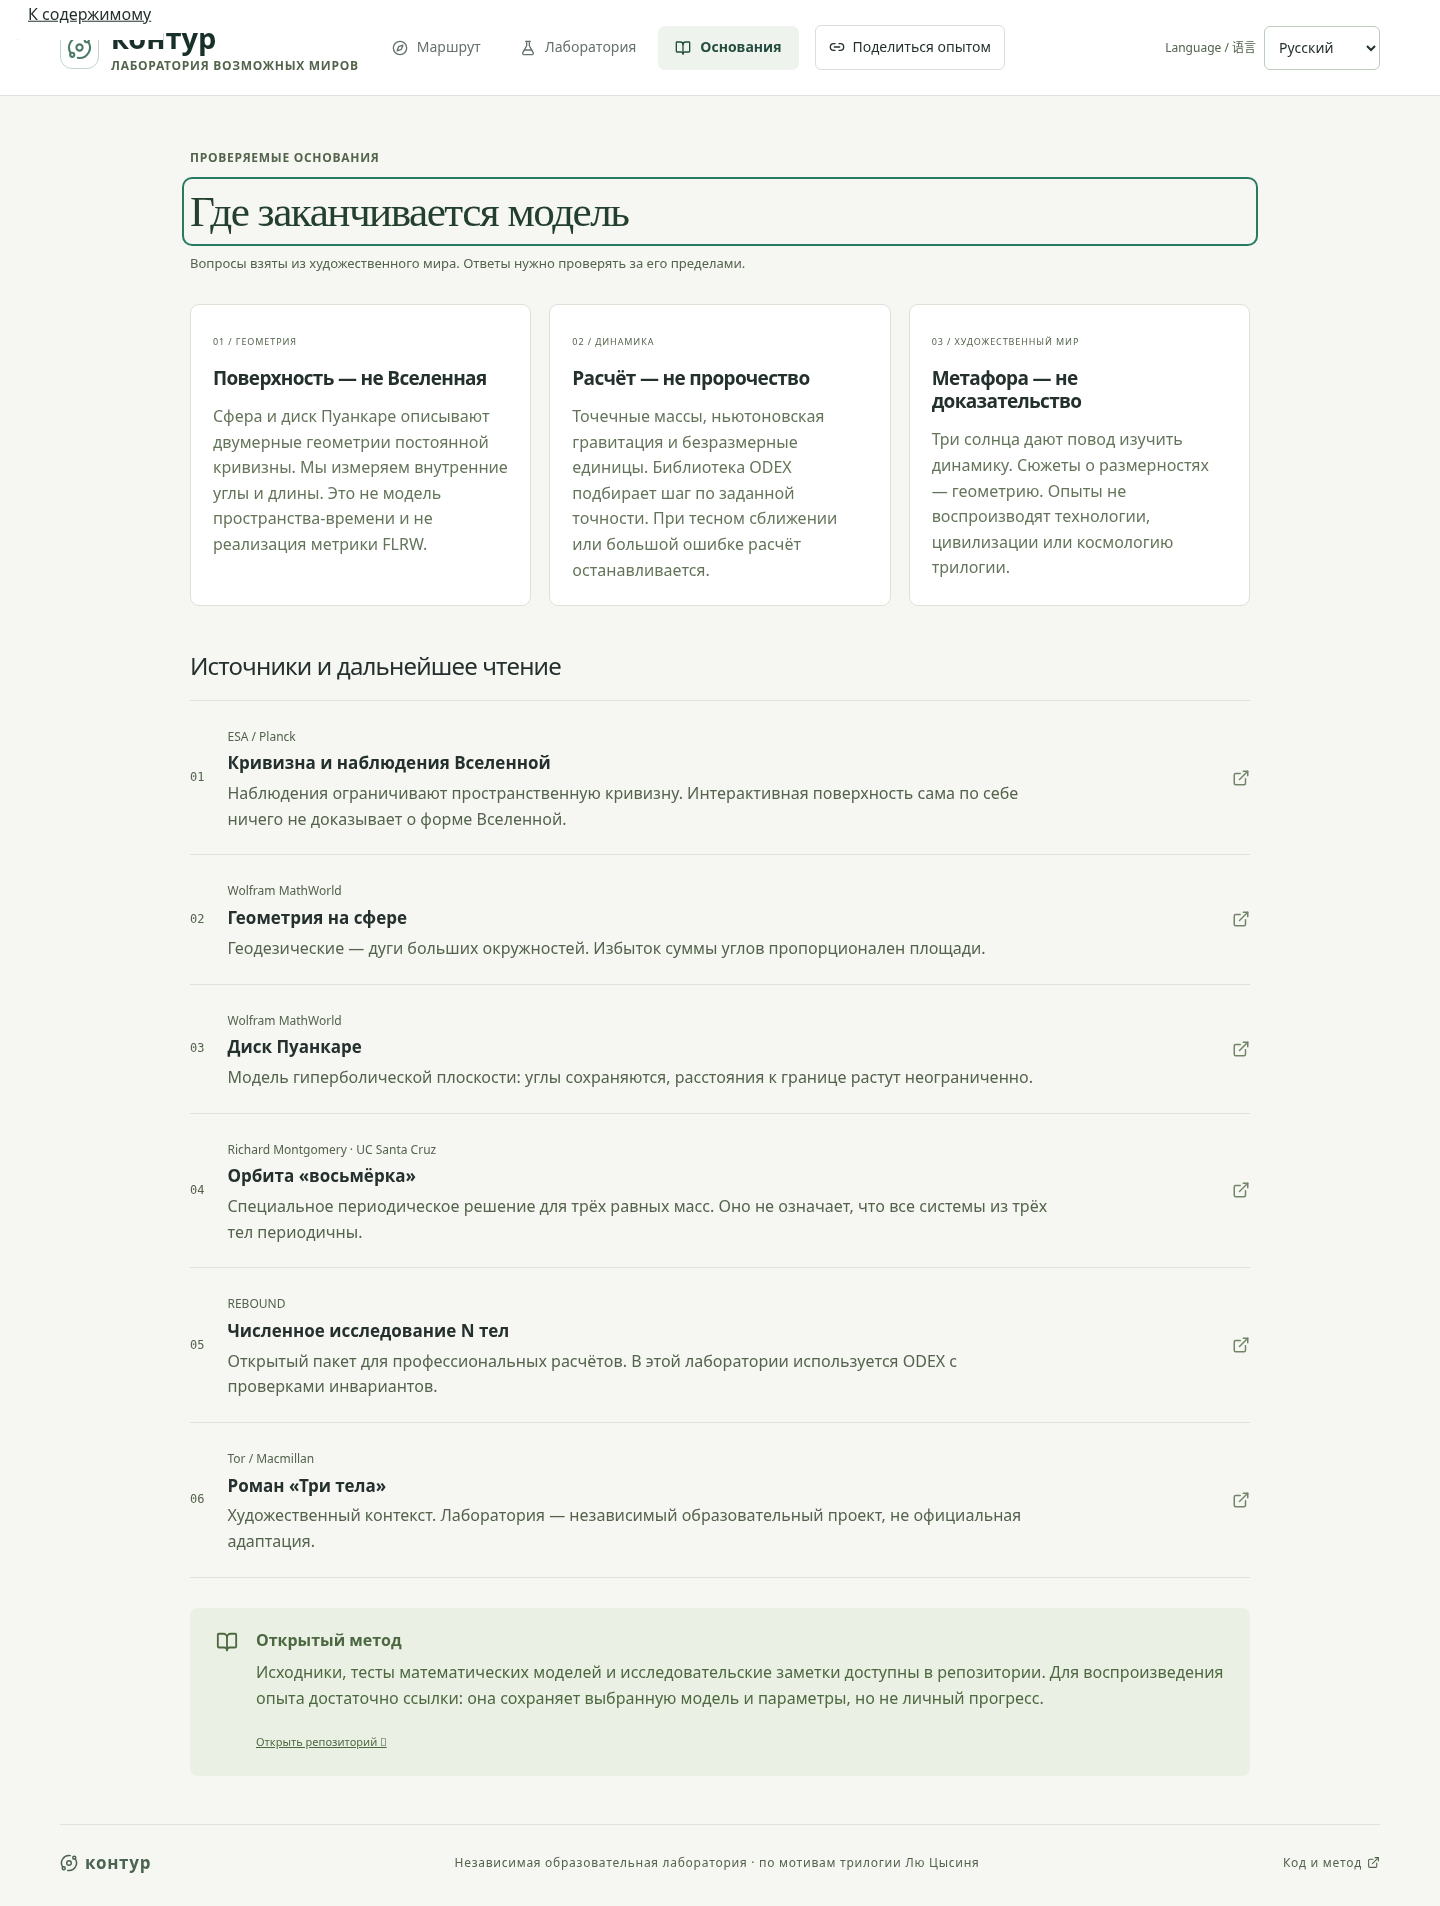 К содержимому
контур
ЛАБОРАТОРИЯ ВОЗМОЖНЫХ МИРОВ
Маршрут
Лаборатория
Основания
Поделиться опытом
Language / 语言
Русский
ПРОВЕРЯЕМЫЕ ОСНОВАНИЯ
Где заканчивается модель
Вопросы взяты из художественного мира. Ответы нужно проверять за его пределами.
01 / ГЕОМЕТРИЯ
Поверхность — не Вселенная
Сфера и диск Пуанкаре описывают
двумерные геометрии постоянной
кривизны. Мы измеряем внутренние
углы и длины. Это не модель
пространства-времени и не
реализация метрики FLRW.
02 / ДИНАМИКА
Расчёт — не пророчество
Точечные массы, ньютоновская
гравитация и безразмерные
единицы. Библиотека ODEX
подбирает шаг по заданной
точности. При тесном сближении
или большой ошибке расчёт
останавливается.
03 / ХУДОЖЕСТВЕННЫЙ МИР
Метафора — не
доказательство
Три солнца дают повод изучить
динамику. Сюжеты о размерностях
— геометрию. Опыты не
воспроизводят технологии,
цивилизации или космологию
трилогии.
Источники и дальнейшее чтение
01
ESA / Planck
Кривизна и наблюдения Вселенной
Наблюдения ограничивают пространственную кривизну. Интерактивная поверхность сама по себе
ничего не доказывает о форме Вселенной.
02
Wolfram MathWorld
Геометрия на сфере
Геодезические — дуги больших окружностей. Избыток суммы углов пропорционален площади.
03
Wolfram MathWorld
Диск Пуанкаре
Модель гиперболической плоскости: углы сохраняются, расстояния к границе растут неограниченно.
04
Richard Montgomery · UC Santa Cruz
Орбита «восьмёрка»
Специальное периодическое решение для трёх равных масс. Оно не означает, что все системы из трёх
тел периодичны.
05
REBOUND
Численное исследование N тел
Открытый пакет для профессиональных расчётов. В этой лаборатории используется ODEX с
проверками инвариантов.
06
Tor / Macmillan
Роман «Три тела»
Художественный контекст. Лаборатория — независимый образовательный проект, не официальная
адаптация.
Открытый метод
Исходники, тесты математических моделей и исследовательские заметки доступны в репозитории. Для воспроизведения
опыта достаточно ссылки: она сохраняет выбранную модель и параметры, но не личный прогресс.
Открыть репозиторий
контур
Независимая образовательная лаборатория · по мотивам трилогии Лю Цысиня
Код и метод